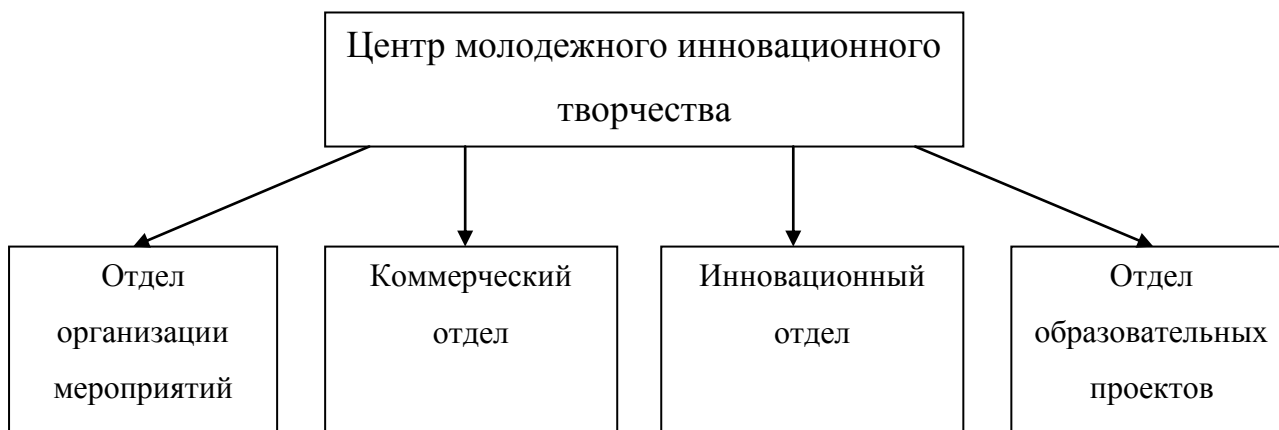 Центр молодежного инновационного
творчества
Отдел
организации
мероприятий
Коммерческий
отдел
Инновационный
отдел
Отдел
образовательных
проектов